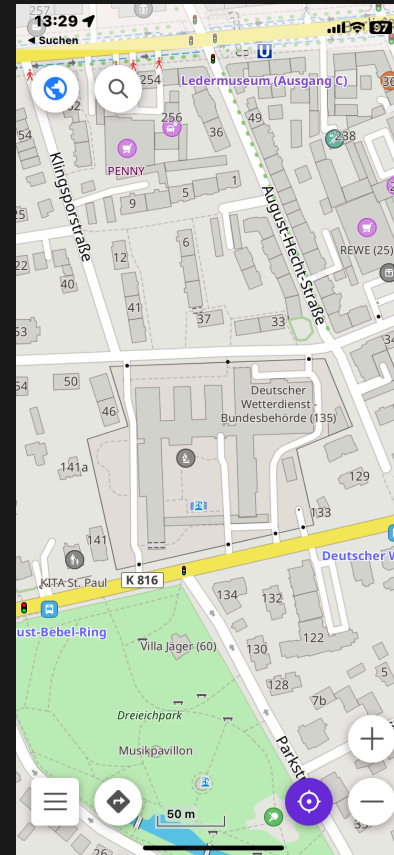 257
13:29
97
◄ Suchen
U
Ledermuseum (Ausgang C)
254
256
36
49
238
PENNY
Klingsporstraße
August-Hecht-Straße
1
5
9
25
6
REWE (25)
22
12
40
41
37
33
53
54
50
46
Deutscher
Wetterdienst -
Bundesbehörde (135)
141a
129
133
141
KITA St. Paul
K 816
Deutscher W
ust-Bebel-Ring
134
132
122
Villa Jäger (60)
130
5
128
7b
Dreieichpark
Musikpavillon
Parkstr
50 m
26